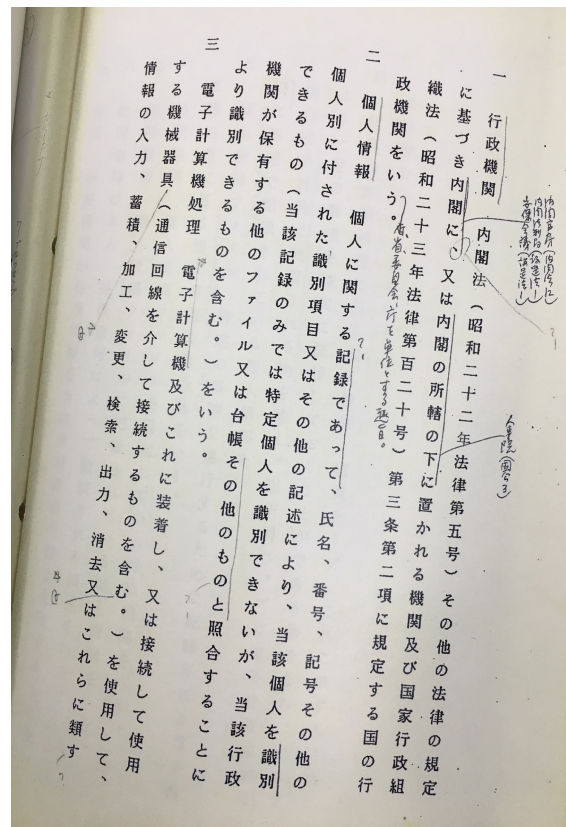 一　行政機関　内閣法（昭和二十二年法律第五号）その他の法律の規定
に基づき内閣に、又は内閣の所轄の下に置かれる機関及び国家行政組
織法（昭和二十三年法律第百二十号）第三条第二項に規定する国の行
政機関をいう。
府、省、委員会、庁を単位とする趣旨。
二　個人情報　個人に関する記録であって、氏名、番号、記号その他の
個人別に付された識別項目又はその他の記述により、当該個人を識別
できるもの（当該記録のみでは特定個人を識別できないが、当該行政
機関が保有する他のファイル又は台帳その他のものと照合することに
より識別できるものを含む。）をいう。
三　電子計算機処理　電子計算機及びこれに装着し、又は接続して使用
する機械器具（通信回線を介して接続するものを含む。）を使用して、
情報の入力、蓄積、加工、変更、検索、出力、消去又はこれらに類す